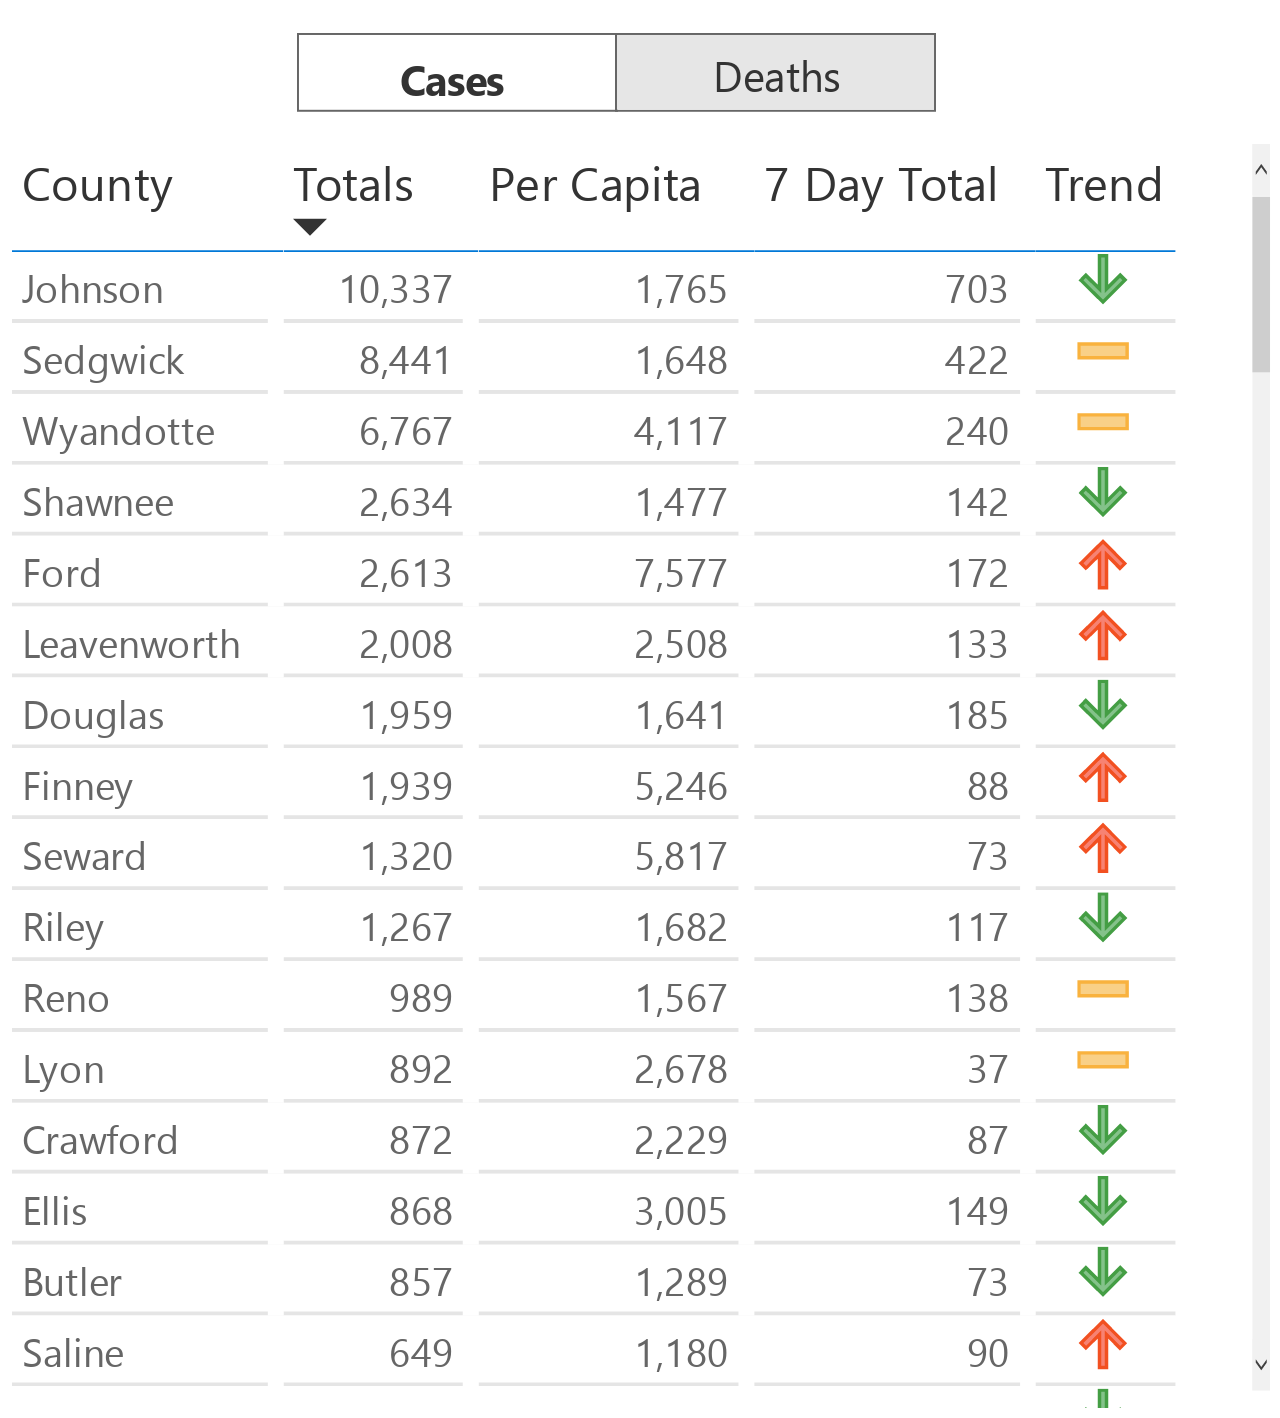 Cases Deaths
County Totals Per Capita 7 Day Total Trend
Johnson 10,337 1,765 703
Sedgwick 8,441 1,648 422
Wyandotte 6,767 4,117 240
Shawnee 2,634 1,477 142
Ford 2,613 7,577 172
Leavenworth 2,008 2,508 133
Douglas 1,959 1,641 185
Finney 1,939 5,246 88
Seward 1,320 5,817 73
Riley 1,267 1,682 117
Reno 989 1,567 138
Lyon 892 2,678 37
Crawford 872 2,229 87
Ellis 868 3,005 149
Butler 857 1,289 73
Saline 649 1,180 90